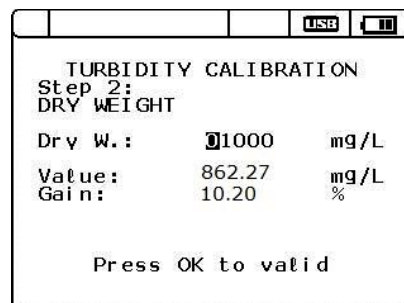 USB
TURBIDITY CALIBRATION
Step 2:
DRY WEIGHT
Dry W.: 01000 mg/L
Value: 862.27 mg/L
Gain: 10.20 %
Press OK to valid